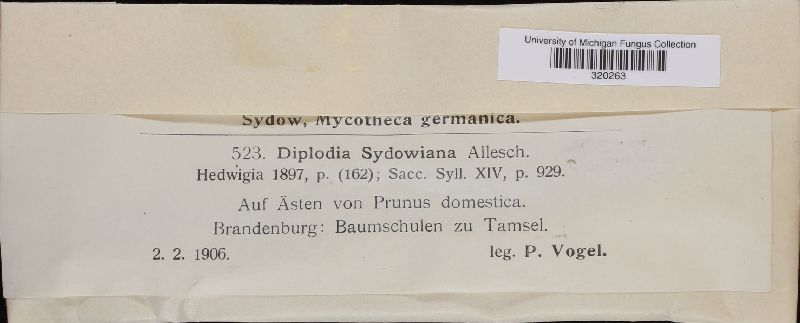 University of Michigan Fungus Collection
320263
Sydow, Mycotheca germanica.
523. Diplodia Sydowiana Allesch.
Hedwigia 1897, p. (162); Sacc. Syll. XIV, p. 929.
Auf Ästen von Prunus domestica.
Brandenburg: Baumschulen zu Tamsel.
2. 2. 1906. leg. P. Vogel.